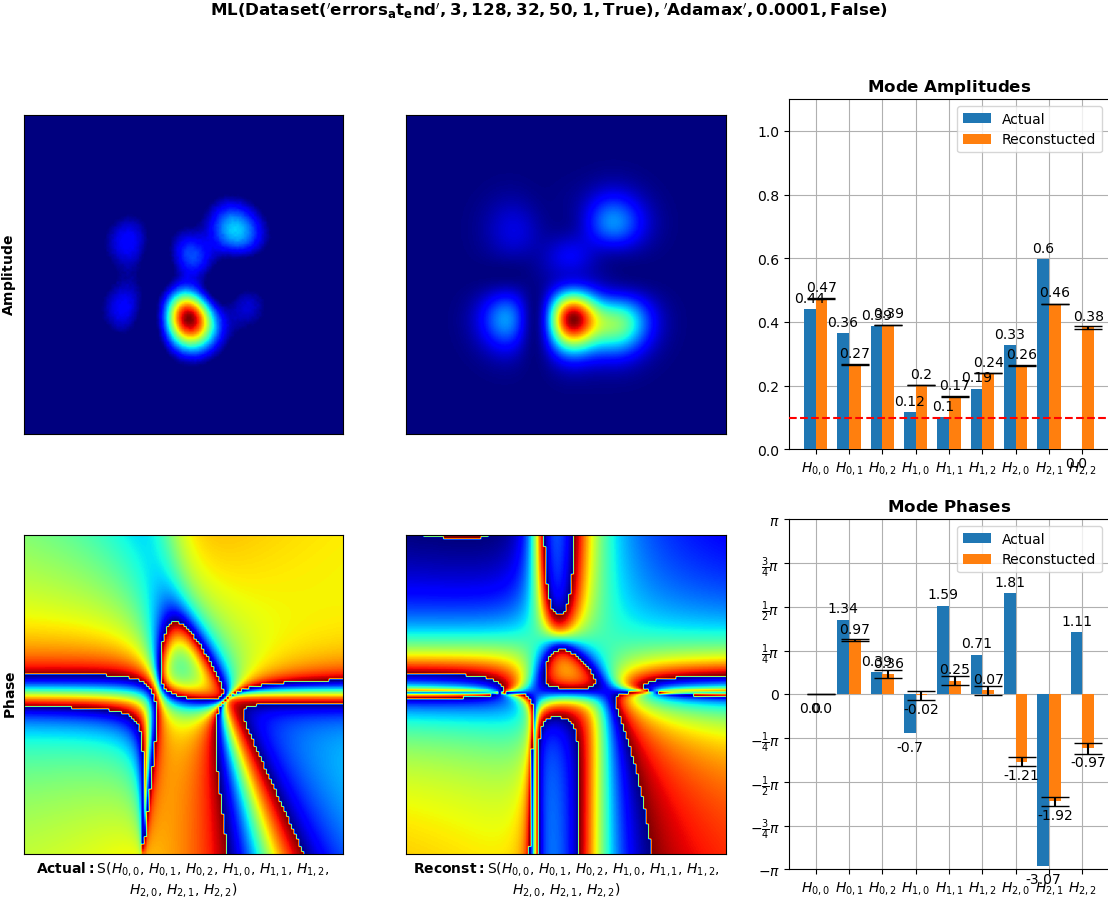 ML(Dataset('errors_at_end', 3, 128, 32, 50, 1, True), 'Adamax', 0.0001, False)
Amplitude
Mode Amplitudes
Actual
Reconstucted
1.0
0.8
0.6
0.4
0.2
0.0
0.44 0.47
0.36 0.27
0.39 0.39
0.12 0.2
0.1 0.17
0.19 0.24
0.33 0.26
0.6 0.46
0.0 0.38
H0,0 H0,1 H0,2 H1,0 H1,1 H1,2 H2,0 H2,1 H2,2
Phase
Actual: S(H0,0, H0,1, H0,2, H1,0, H1,1, H1,2,
H2,0, H2,1, H2,2)
Reconst: S(H0,0, H0,1, H0,2, H1,0, H1,1, H1,2,
H2,0, H2,1, H2,2)
Mode Phases
Actual
Reconstucted
π
3/4π
1/2π
1/4π
0
−1/4π
−1/2π
−3/4π
−π
0.0 0.0
1.34 0.97
0.39 0.36
-0.7 -0.02
1.59 0.25
0.71 0.07
1.81 -1.21
-3.07 -1.92
1.11 -0.97
H0,0 H0,1 H0,2 H1,0 H1,1 H1,2 H2,0 H2,1 H2,2